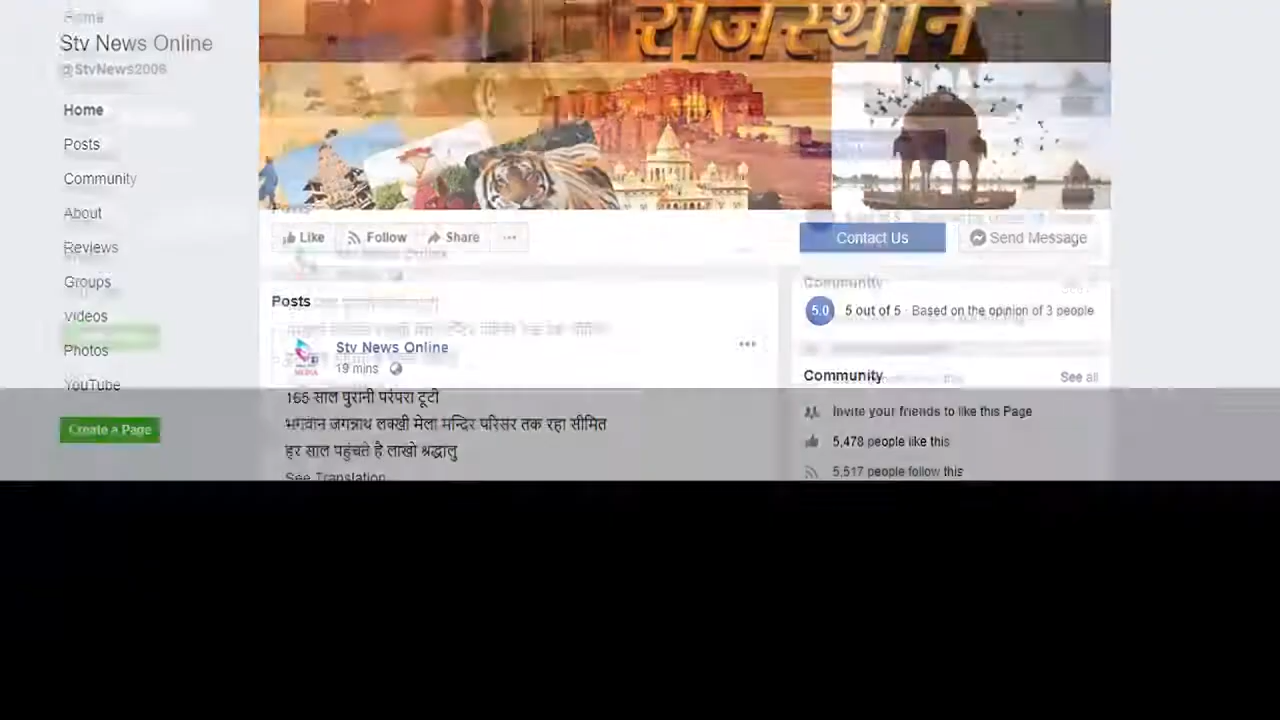 राजस्थान
Home
Stv News Online
@StvNews2006
Home
Posts
Community
About
Reviews
Groups
Videos
Photos
YouTube
Create a Page
Like
Follow
Share
Contact Us
Send Message
Posts
Stv News Online
19 mins
165 साल पुरानी परंपरा टूटी
भगवान जगन्नाथ लक्खी मेला मन्दिर परिसर तक रहा सीमित
हर साल पहुंचते है लाखो श्रद्धालु
See Translation
Community
5.0
5 out of 5 · Based on the opinion of 3 people
Community
See all
Invite your friends to like this Page
5,478 people like this
5,517 people follow this